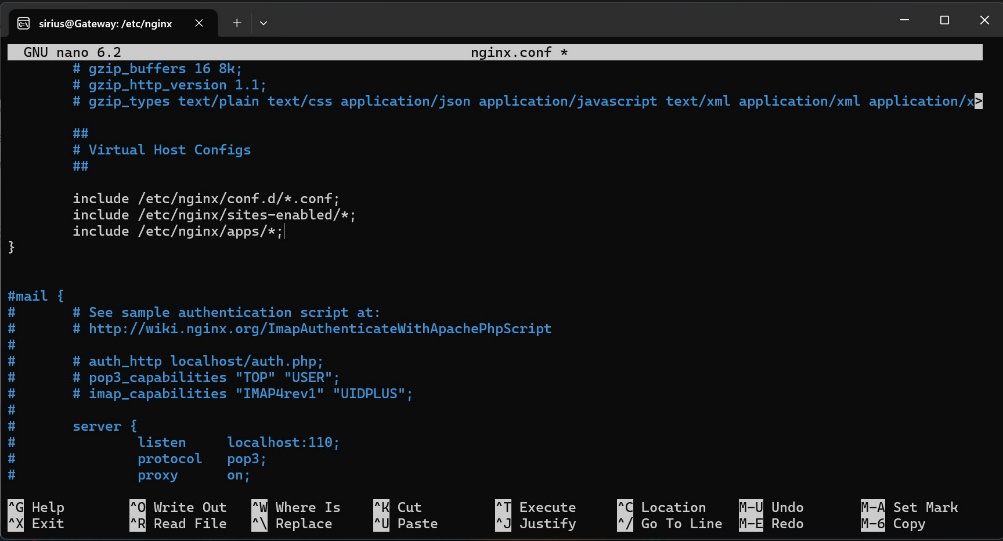 sirius@Gateway: /etc/nginx
GNU nano 6.2 nginx.conf *
# gzip_buffers 16 8k;
# gzip_http_version 1.1;
# gzip_types text/plain text/css application/json application/javascript text/xml application/xml application/x>
##
# Virtual Host Configs
##
include /etc/nginx/conf.d/*.conf;
include /etc/nginx/sites-enabled/*;
include /etc/nginx/apps/*;
}
#mail {
#       # See sample authentication script at:
#       # http://wiki.nginx.org/ImapAuthenticateWithApachePhpScript
#
#       # auth_http localhost/auth.php;
#       # pop3_capabilities "TOP" "USER";
#       # imap_capabilities "IMAP4rev1" "UIDPLUS";
#
#       server {
#               listen     localhost:110;
#               protocol   pop3;
#               proxy      on;
^G Help ^O Write Out ^W Where Is ^K Cut ^T Execute ^C Location M-U Undo M-A Set Mark
^X Exit ^R Read File ^\ Replace ^U Paste ^J Justify ^/ Go To Line M-E Redo M-6 Copy